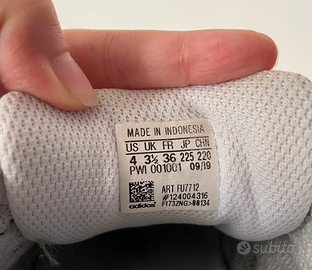 MADE IN INDONESIA
US UK FR JP CHN
4 3½ 36 225 220
PWI 001001 09/19
ART FU7712
#124004316
adidas F173ZNG>00134
subito